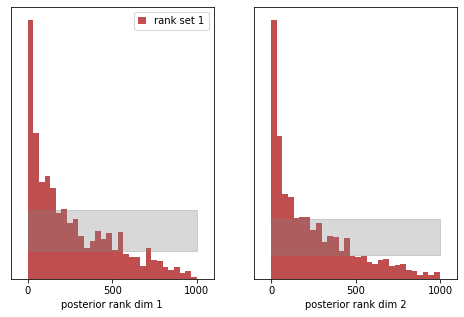 rank set 1
0
500
1000
posterior rank dim 1
0
500
1000
posterior rank dim 2